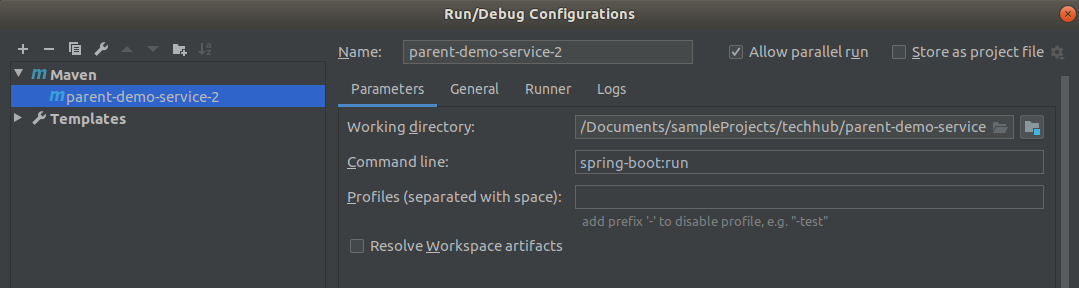 Run/Debug Configurations
Name: parent-demo-service-2 Allow parallel run Store as project file
Maven
parent-demo-service-2
Templates
Parameters General Runner Logs
Working directory: /Documents/sampleProjects/techhub/parent-demo-service
Command line: spring-boot:run
Profiles (separated with space):
add prefix '-' to disable profile, e.g. "-test"
Resolve Workspace artifacts